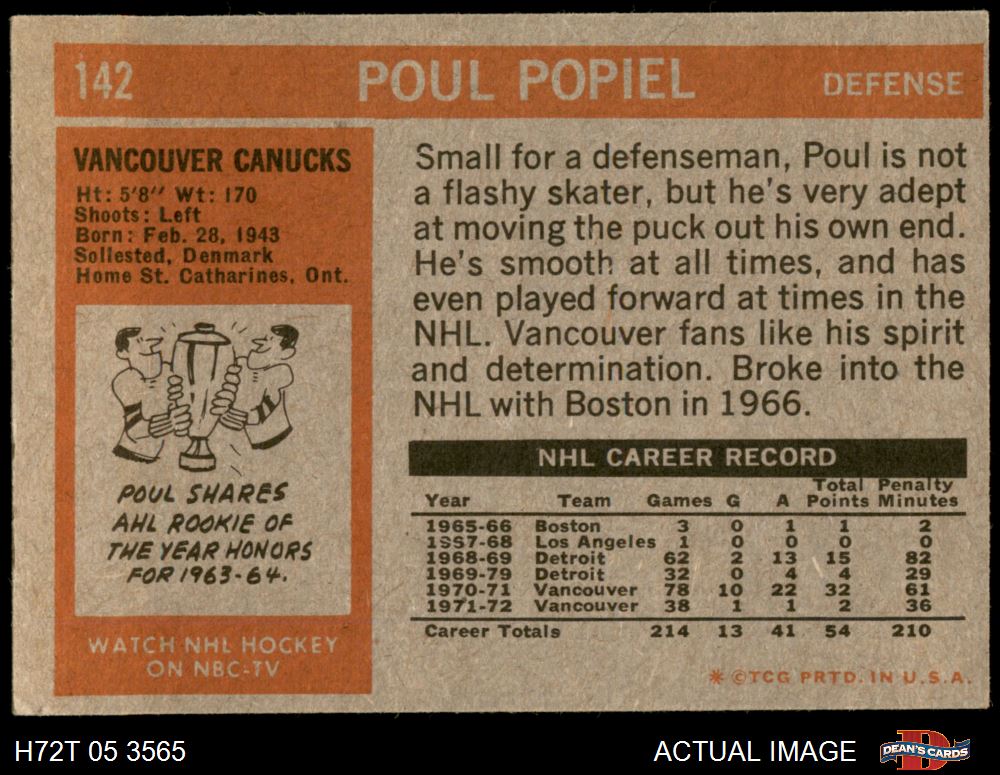 142 POUL POPIEL DEFENSE
VANCOUVER CANUCKS
Ht: 5'8" Wt: 170
Shoots: Left
Born: Feb. 28, 1943
Sollested, Denmark
Home St. Catharines, Ont.
POUL SHARES
AHL ROOKIE OF
THE YEAR HONORS
FOR 1963-64.
WATCH NHL HOCKEY
ON NBC-TV
Small for a defenseman, Poul is not
a flashy skater, but he's very adept
at moving the puck out his own end.
He's smooth at all times, and has
even played forward at times in the
NHL. Vancouver fans like his spirit
and determination. Broke into the
NHL with Boston in 1966.
NHL CAREER RECORD
Year Team Games G A Total Points Penalty Minutes
1965-66 Boston 3 0 1 1 2
1967-68 Los Angeles 1 0 0 0 0
1968-69 Detroit 62 2 13 15 82
1969-79 Detroit 32 0 4 4 29
1970-71 Vancouver 78 10 22 32 61
1971-72 Vancouver 38 1 1 2 36
Career Totals 214 13 41 54 210
* ©TCG PRTD. IN U.S.A.
H72T 05 3565 ACTUAL IMAGE DEAN'S CARDS